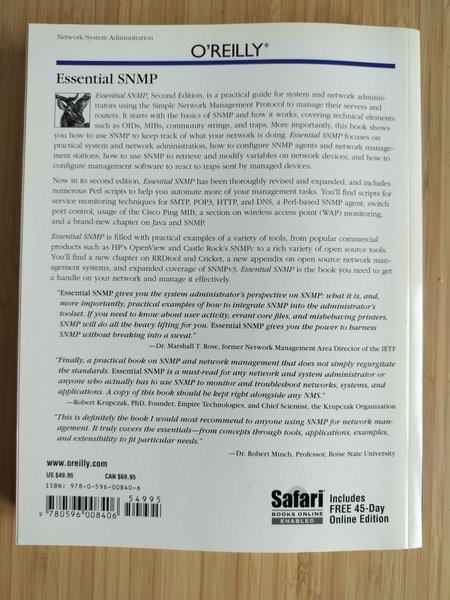 Network/System Administration
O'REILLY®
Essential SNMP
Essential SNMP, Second Edition, is a practical guide for system and network adminis-
trators using the Simple Network Management Protocol to manage their servers and
routers. It starts with the basics of SNMP and how it works, covering technical elements
such as OIDs, MIBs, community strings, and traps. More importantly, this book shows
you how to use SNMP to keep track of what your network is doing. Essential SNMP focuses on
practical system and network administration, how to configure SNMP agents and network manage-
ment stations, how to use SNMP to retrieve and modify variables on network devices, and how to
configure management software to react to traps sent by managed devices.
Now in its second edition, Essential SNMP has been thoroughly revised and expanded, and includes
numerous Perl scripts to help you automate more of your management tasks. You'll find scripts for
service monitoring techniques for SMTP, POP3, HTTP, and DNS, a Perl-based SNMP agent, switch
port control, usage of the Cisco Ping MIB; a section on wireless access point (WAP) monitoring,
and a brand-new chapter on Java and SNMP.
Essential SNMP is filled with practical examples of a variety of tools, from popular commercial
products such as HP's OpenView and Castle Rock's SNMPc to a rich variety of open source tools.
You'll find a new chapter on RRDtool and Cricket, a new appendix on open source network man-
agement systems, and expanded coverage of SNMPv3. Essential SNMP is the book you need to get
a handle on your network and manage it effectively.
"Essential SNMP gives you the system administrator's perspective on SNMP: what it is, and,
more importantly, practical examples of how to integrate SNMP into the administrator's
toolset. If you need to know about user activity, errant core files, and misbehaving printers,
SNMP will do all the heavy lifting for you. Essential SNMP gives you the power to harness
SNMP without breaking into a sweat."
—Dr. Marshall T. Rose, former Network Management Area Director of the IETF
"Finally, a practical book on SNMP and network management that does not simply regurgitate
the standards. Essential SNMP is a must-read for any network and system administrator or
anyone who actually has to use SNMP to monitor and troubleshoot networks, systems, and
applications. A copy of this book should be kept right alongside any NMS."
—Robert Krupczak, PhD, Founder, Empire Technologies, and Chief Scientist, the Krupczak Organization
"This is definitely the book I would most recommend to anyone using SNMP for network man-
agement. It truly covers the essentials—from concepts through tools, applications, examples,
and extensibility to fit particular needs."
—Dr. Robert Minch, Professor, Boise State University
www.oreilly.com
US $49.95 CAN $69.95
ISBN: 978-0-596-00840-6
54995
9 780596 008406
Safari
BOOKS ONLINE
ENABLED
Includes
FREE 45-Day
Online Edition